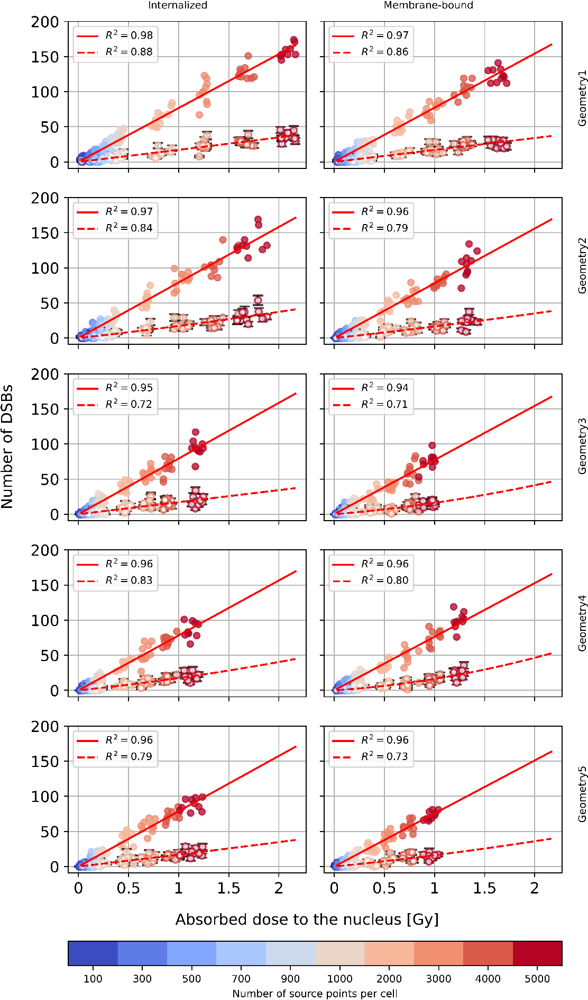 Internalized
Membrane-bound
200
150
100
50
0
R² = 0.98
R² = 0.88
R² = 0.97
R² = 0.86
Geometry1
200
150
100
50
0
R² = 0.97
R² = 0.84
R² = 0.96
R² = 0.79
Geometry2
Number of DSBs
200
150
100
50
0
R² = 0.95
R² = 0.72
R² = 0.94
R² = 0.71
Geometry3
200
150
100
50
0
R² = 0.96
R² = 0.83
R² = 0.96
R² = 0.80
Geometry4
200
150
100
50
0
R² = 0.96
R² = 0.79
R² = 0.96
R² = 0.73
Geometry5
0 0.5 1 1.5 2
0 0.5 1 1.5 2
Absorbed dose to the nucleus [Gy]
100 300 500 700 900 1000 2000 3000 4000 5000
Number of source points per cell